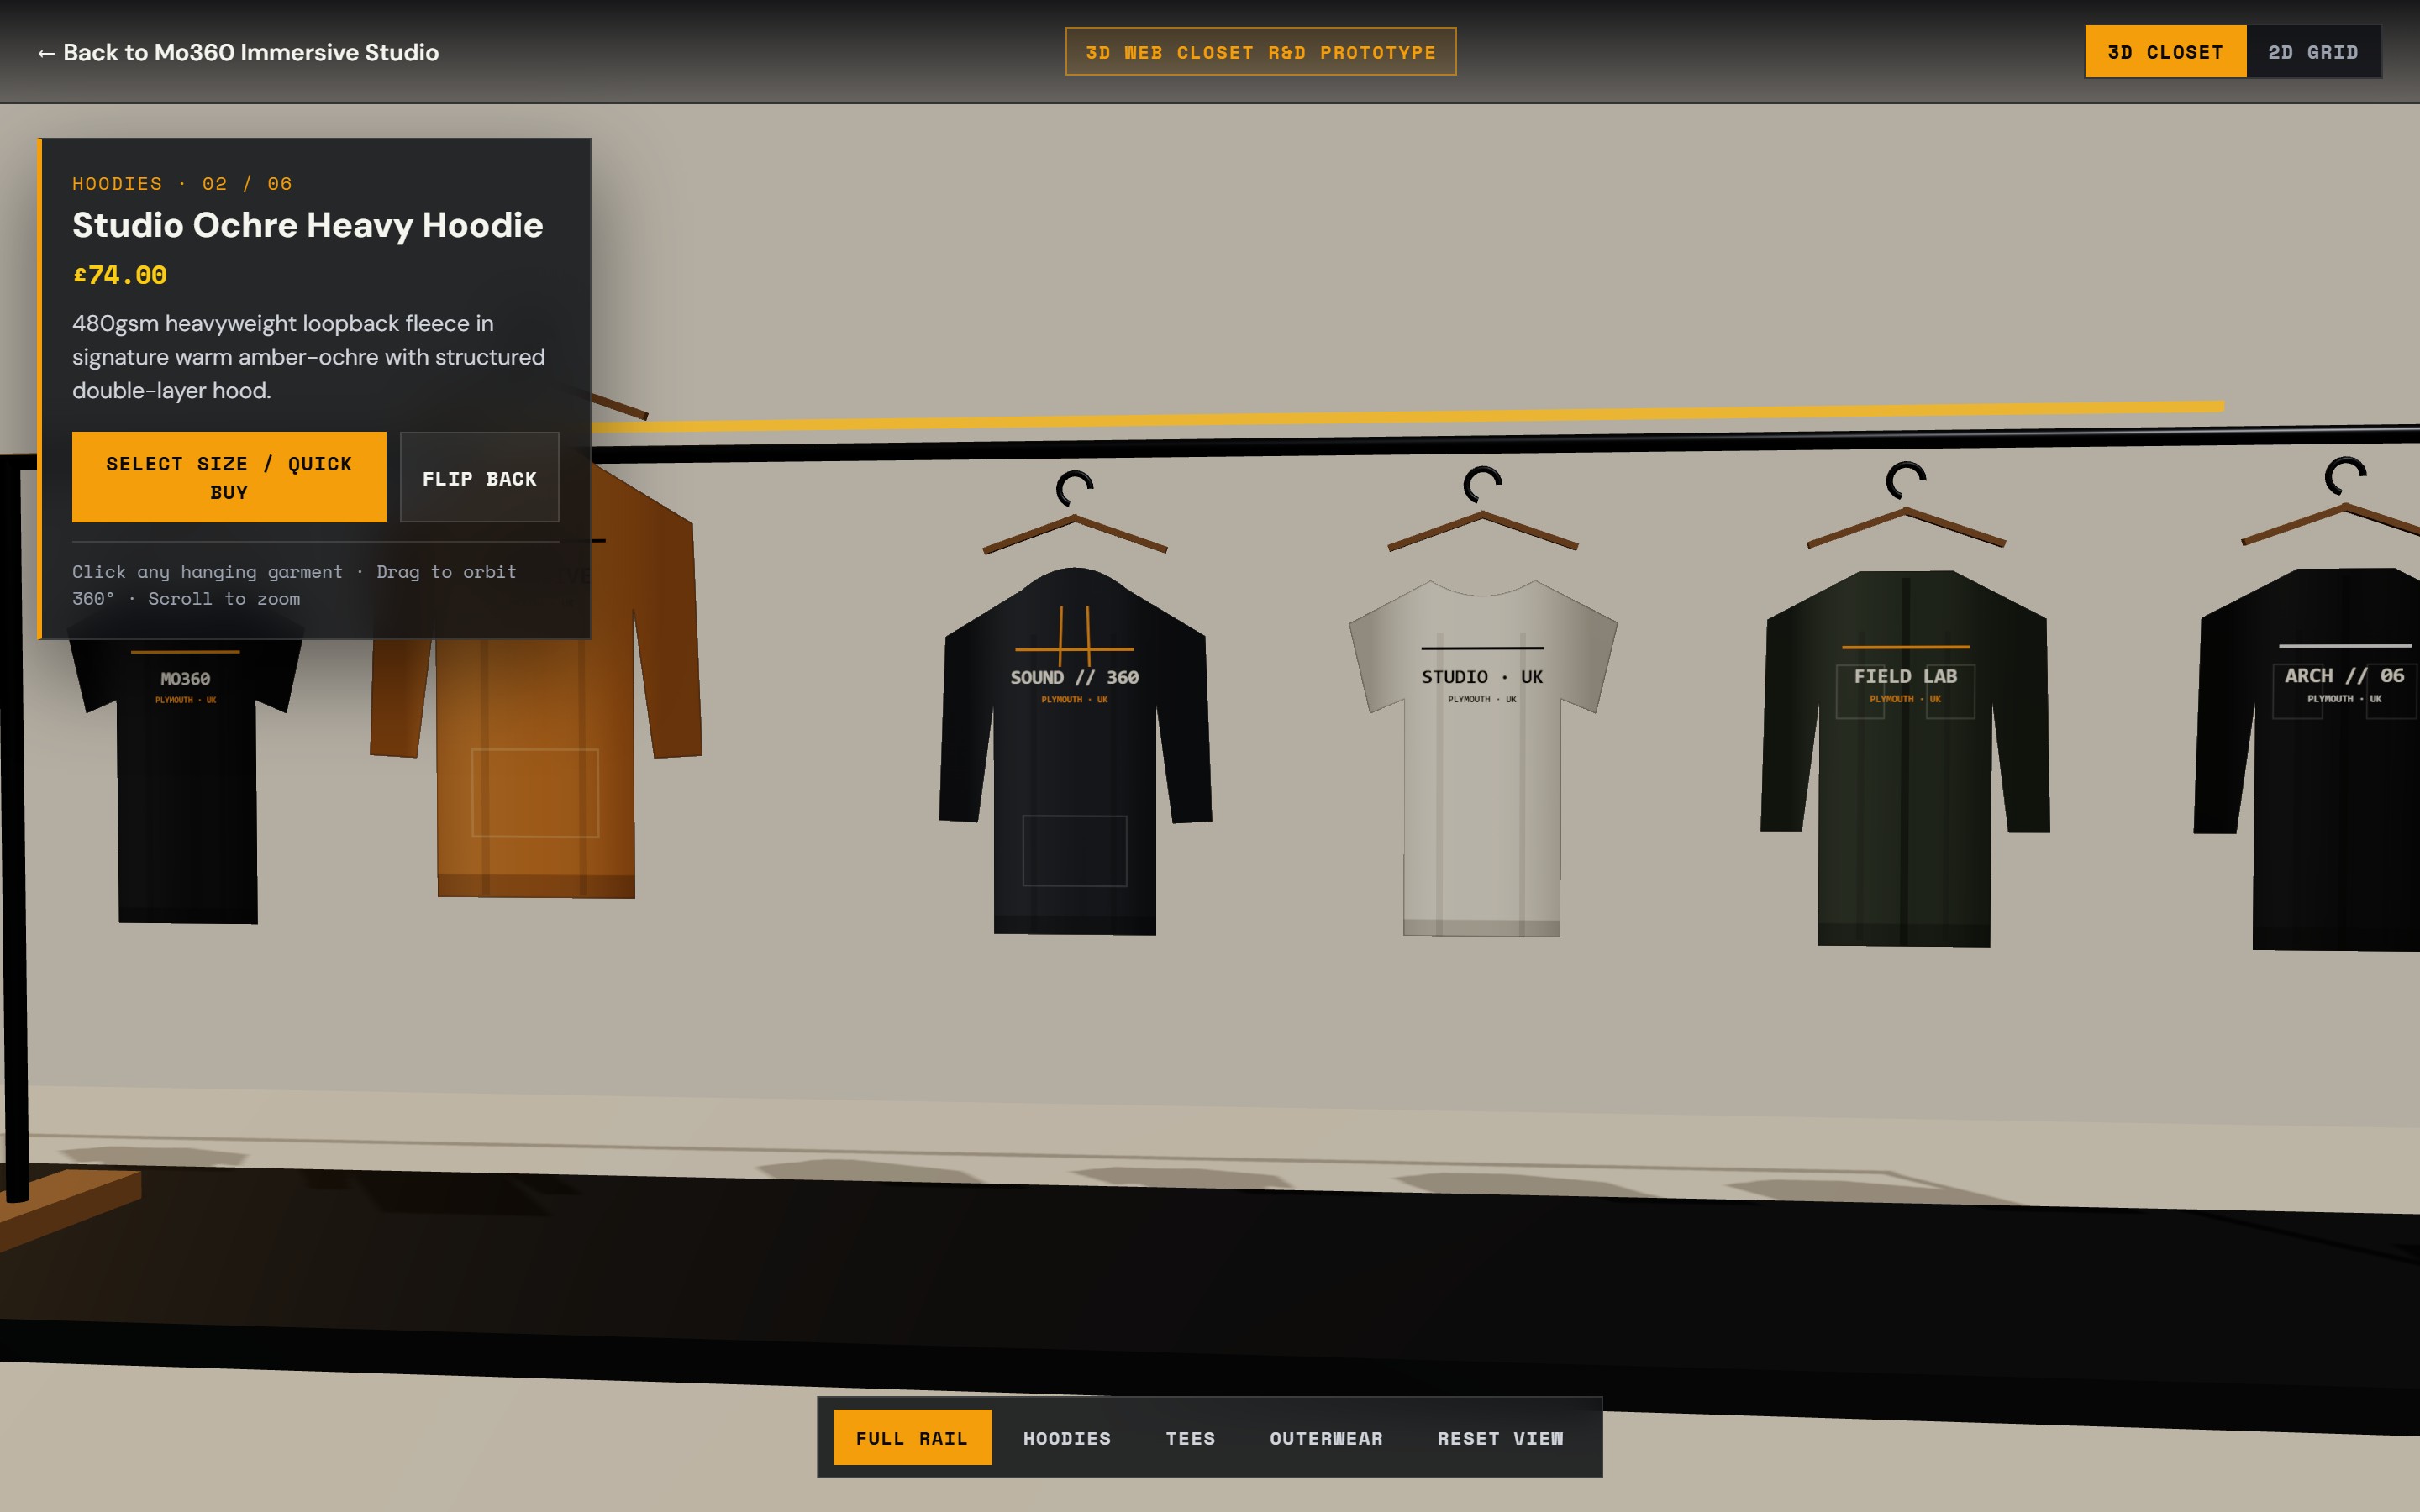 ← Back to Mo360 Immersive Studio
3D WEB CLOSET R&D PROTOTYPE
3D CLOSET
2D GRID
HOODIES · 02 / 06
Studio Ochre Heavy Hoodie
£74.00
480gsm heavyweight loopback fleece in
signature warm amber-ochre with structured
double-layer hood.
SELECT SIZE / QUICK
BUY
FLIP BACK
Click any hanging garment · Drag to orbit
360° · Scroll to zoom
MO360
PLYMOUTH · UK
SOUND // 360
PLYMOUTH · UK
STUDIO · UK
PLYMOUTH · UK
FIELD LAB
PLYMOUTH · UK
ARCH // 06
PLYMOUTH · UK
FULL RAIL
HOODIES
TEES
OUTERWEAR
RESET VIEW